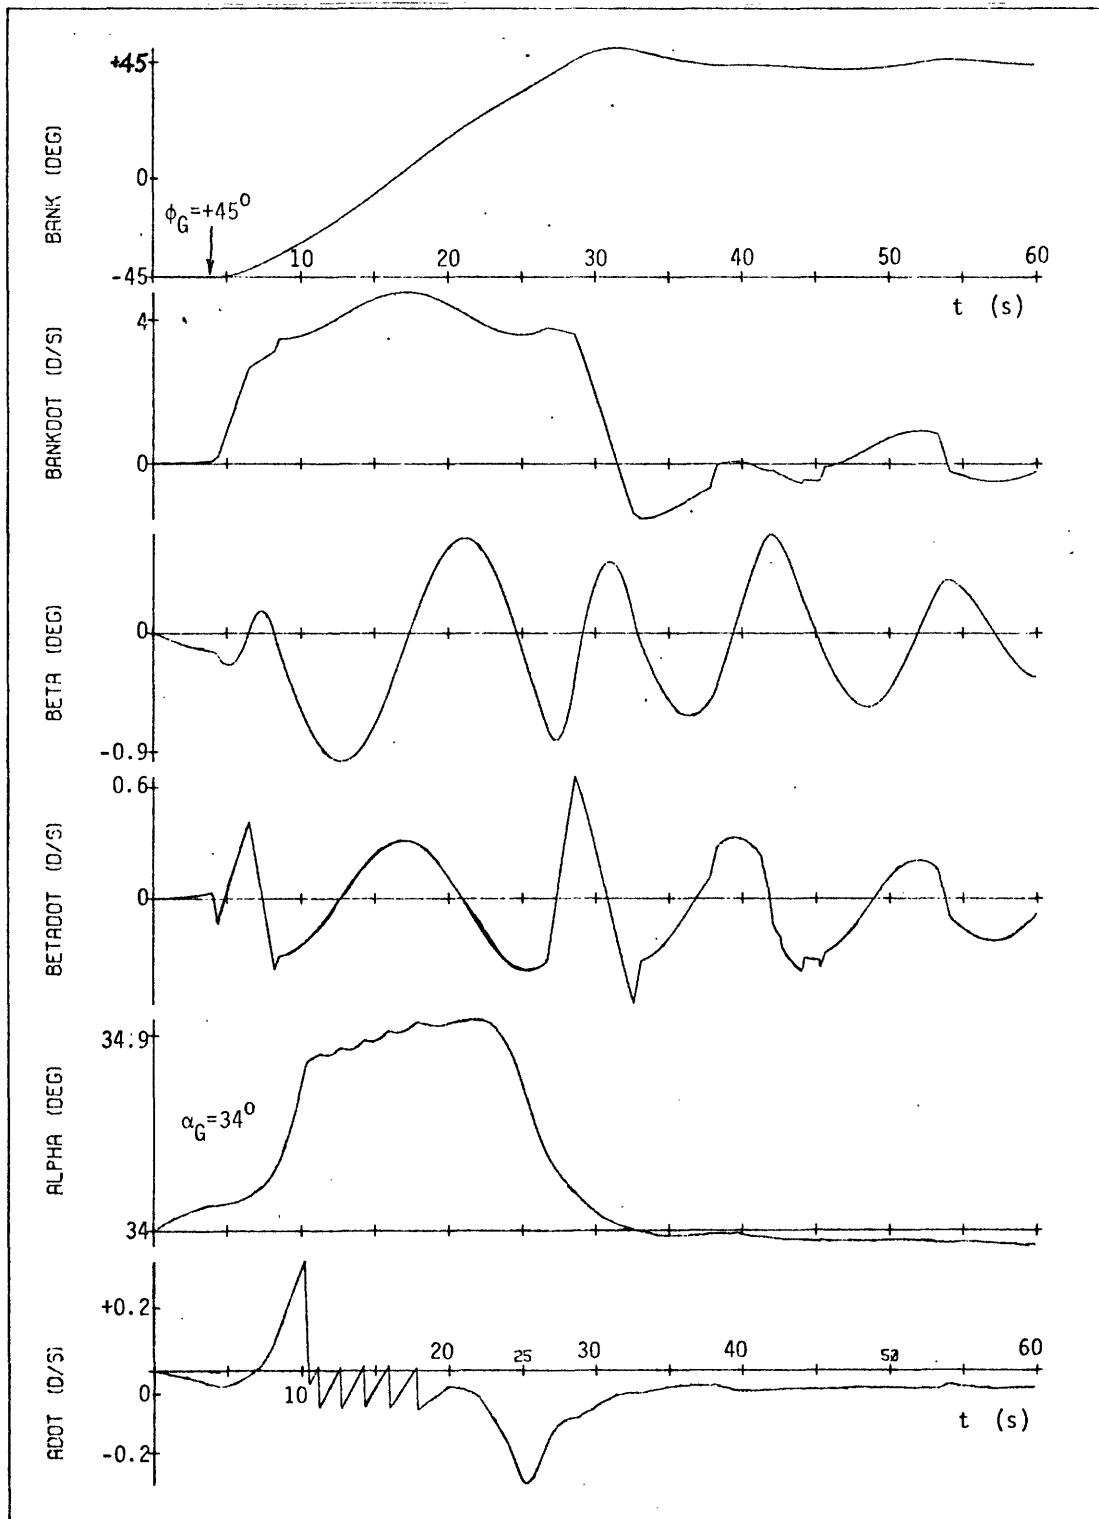 +45
BANK (DEG)
0
ϕG=+45°
-45
10
20
30
40
50
60
t (s)
BANKDOT (D/S)
4
0
BETA (DEG)
0
-0.9
BETADOT (D/S)
0.6
0
ALPHA (DEG)
34.9
αG=34°
34
ADOT (D/S)
+0.2
0
-0.2
10
20
25
30
40
50
60
t (s)